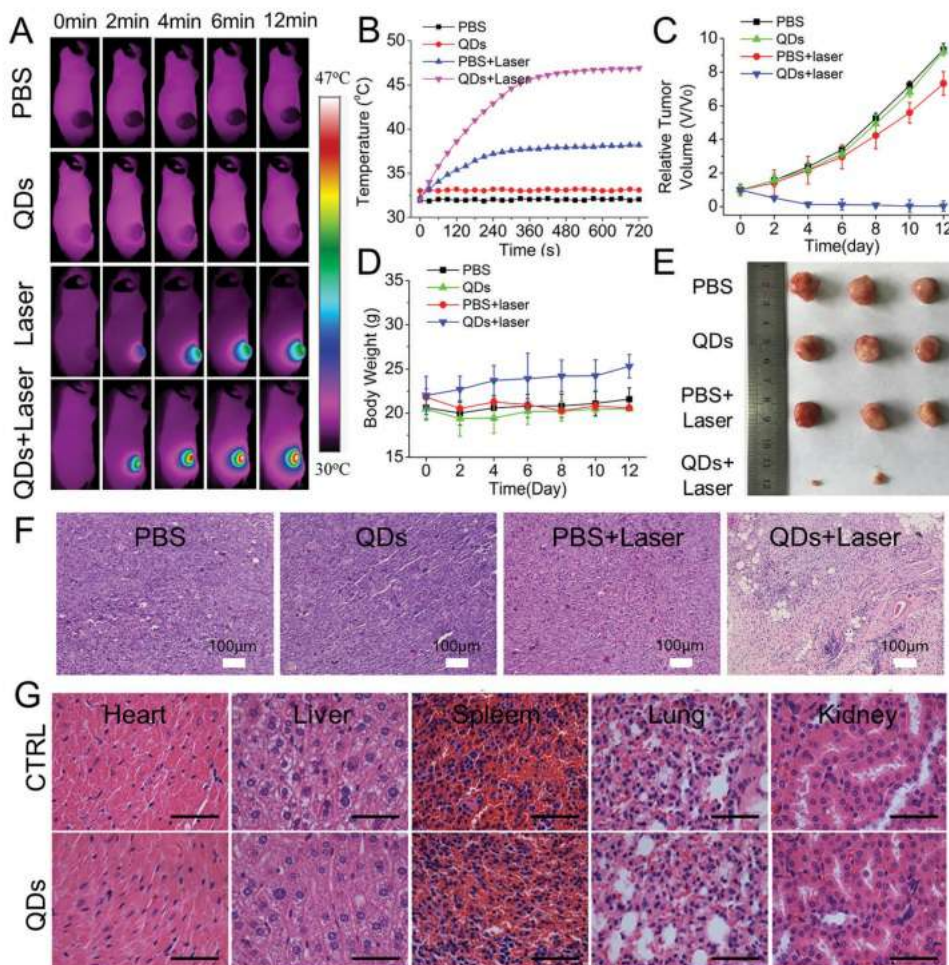 A
0min 2min 4min 6min 12min
PBS
QDs
Laser
QDs+Laser
47°C
30°C
B
PBS
QDs
PBS+Laser
QDs+Laser
Temperature (°C)
50
45
40
35
30
0 120 240 360 480 600 720
Time (s)
C
PBS
QDs
PBS+laser
QDs+laser
Relative Tumor
Volume (V/V₀)
10
8
6
4
2
0
0 2 4 6 8 10 12
Time(day)
D
PBS
QDs
PBS+laser
QDs+laser
Body Weight (g)
25
20
15
0 2 4 6 8 10 12
Time(Day)
E
PBS
QDs
PBS+
Laser
QDs+
Laser
F
PBS QDs PBS+Laser QDs+Laser
100μm 100μm 100μm 100μm
G
Heart Liver Spleem Lung Kidney
CTRL
QDs